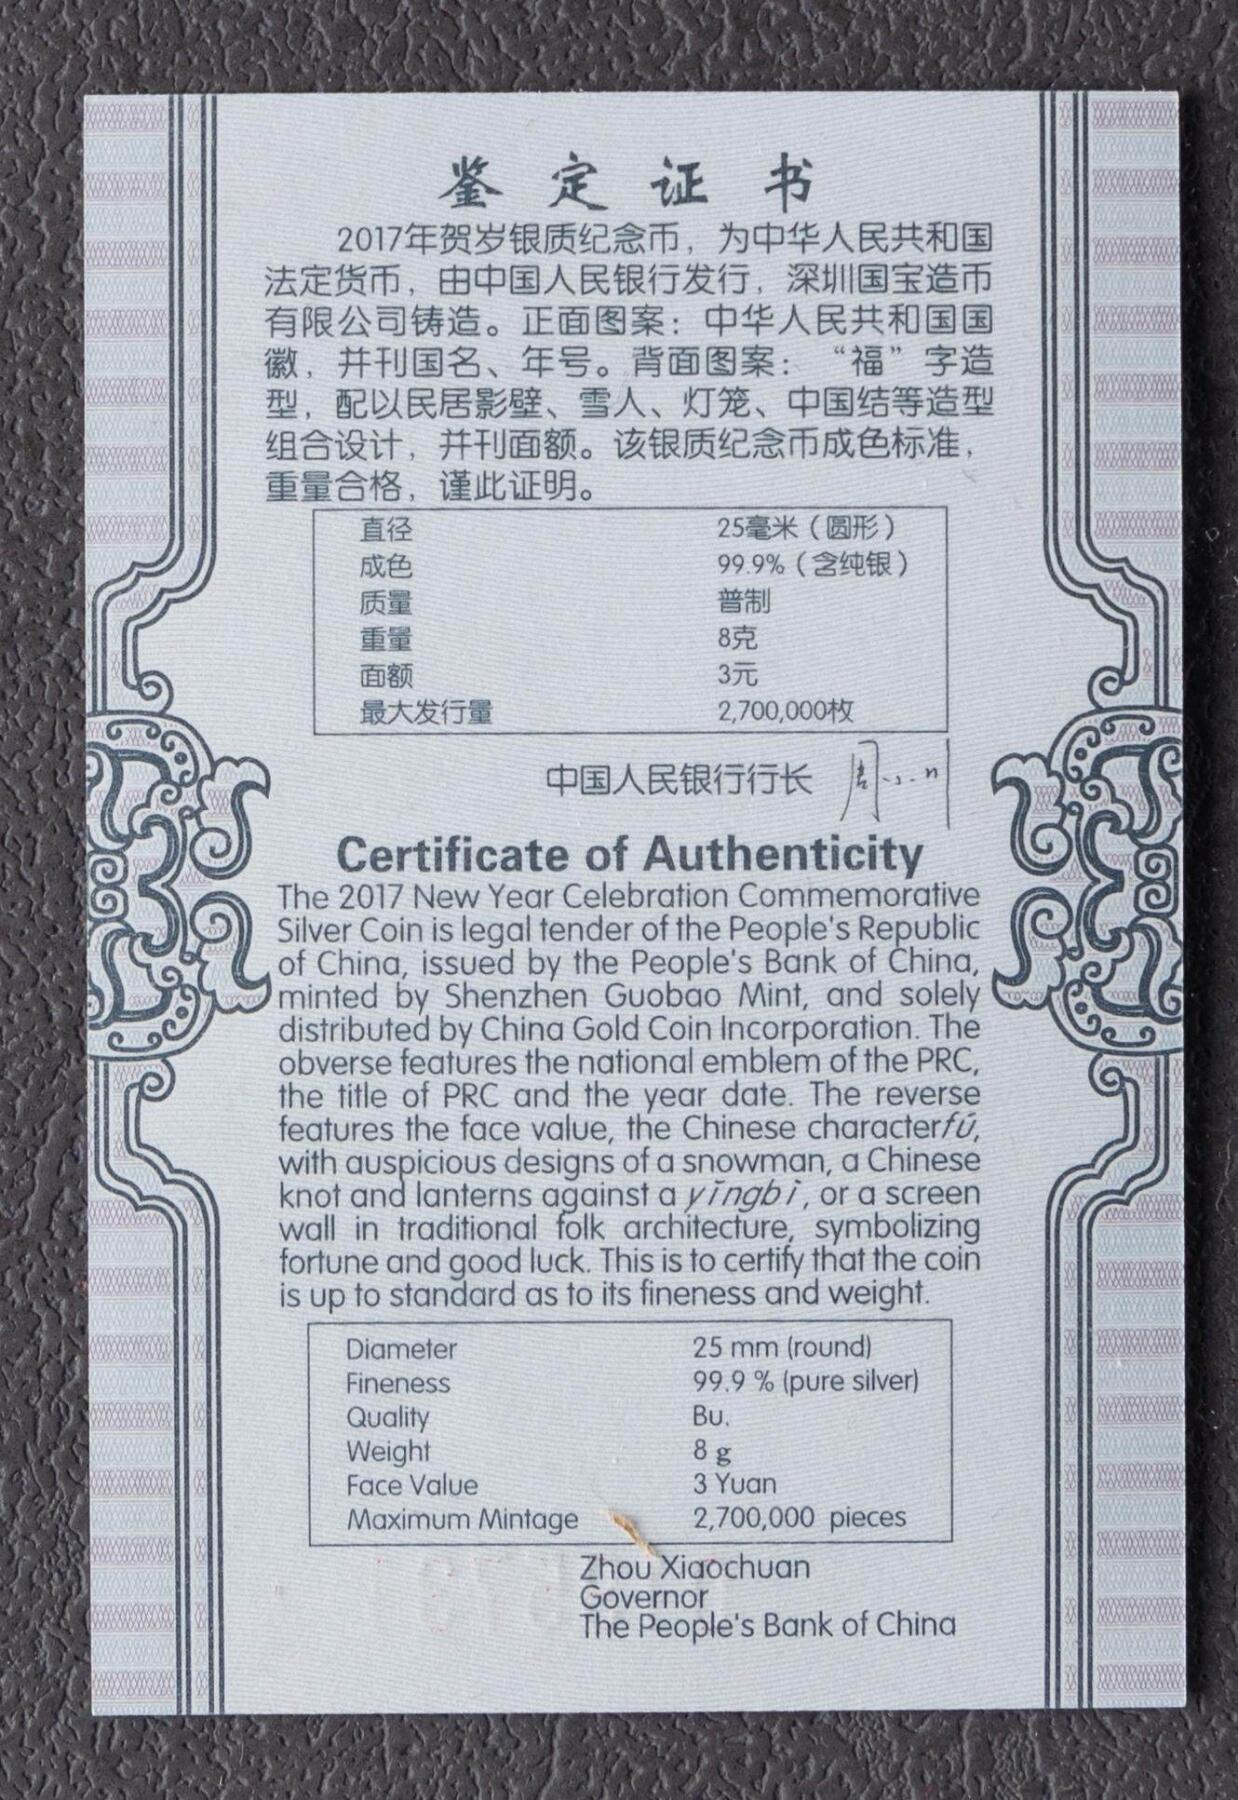 鉴定证书
2017年贺岁银质纪念币，为中华人民共和国
法定货币，由中国人民银行发行，深圳国宝造币
有限公司铸造。正面图案：中华人民共和国国
徽，并刊国名、年号。背面图案：“福”字造
型，配以民居影壁、雪人、灯笼、中国结等造型
组合设计，并刊面额。该银质纪念币成色标准，
重量合格，谨此证明。
直径 25毫米（圆形）
成色 99.9%（含纯银）
质量 普制
重量 8克
面额 3元
最大发行量 2,700,000枚
中国人民银行行长 周小川
Certificate of Authenticity
The 2017 New Year Celebration Commemorative
Silver Coin is legal tender of the People's Republic
of China, issued by the People's Bank of China,
minted by Shenzhen Guobao Mint, and solely
distributed by China Gold Coin Incorporation. The
obverse features the national emblem of the PRC,
the title of PRC and the year date. The reverse
features the face value, the Chinese character fú,
with auspicious designs of a snowman, a Chinese
knot and lanterns against a yǐngbì, or a screen
wall in traditional folk architecture, symbolizing
fortune and good luck. This is to certify that the coin
is up to standard as to its fineness and weight.
Diameter 25 mm (round)
Fineness 99.9 % (pure silver)
Quality Bu.
Weight 8 g
Face Value 3 Yuan
Maximum Mintage 2,700,000 pieces
Zhou Xiaochuan
Governor
The People's Bank of China